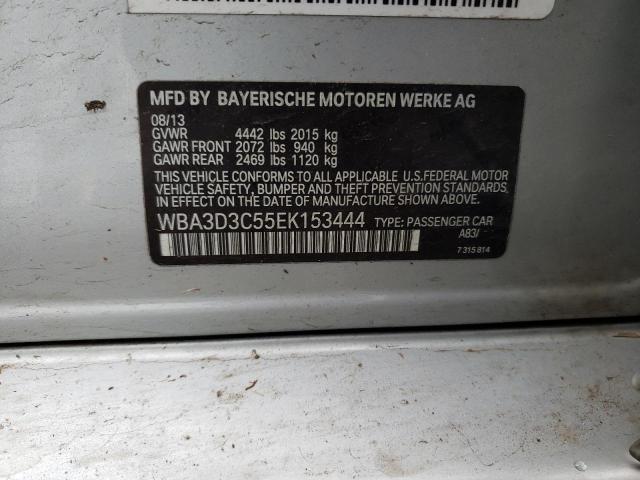 MFD BY BAYERISCHE MOTOREN WERKE AG
08/13
GVWR 4442 lbs 2015 kg
GAWR FRONT 2072 lbs 940 kg
GAWR REAR 2469 lbs 1120 kg
THIS VEHICLE CONFORMS TO ALL APPLICABLE U.S.FEDERAL MOTOR
VEHICLE SAFETY, BUMPER AND THEFT PREVENTION STANDARDS
IN EFFECT ON THE DATE OF MANUFACTURE SHOWN ABOVE.
WBA3D3C55EK153444 TYPE: PASSENGER CAR
A83/
7 315 814